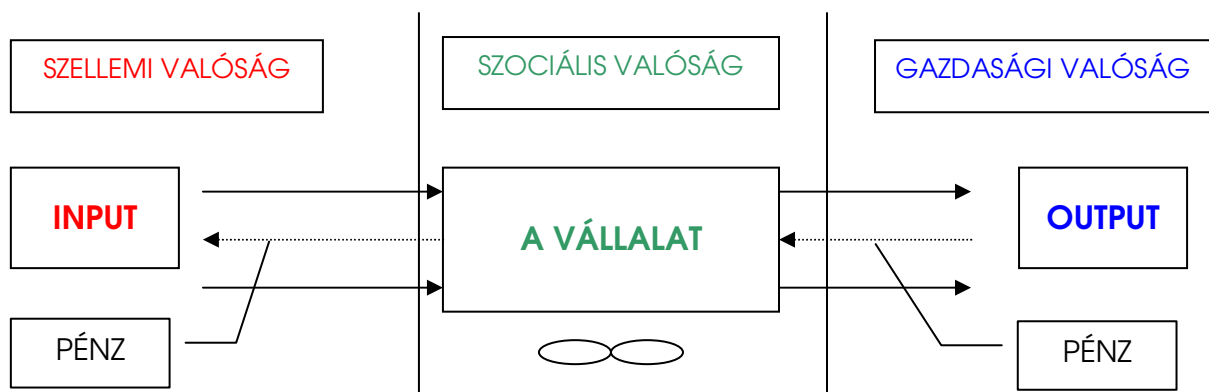 SZELLEMI VALÓSÁG
SZOCIÁLIS VALÓSÁG
GAZDASÁGI VALÓSÁG
INPUT
A VÁLLALAT
OUTPUT
PÉNZ
PÉNZ